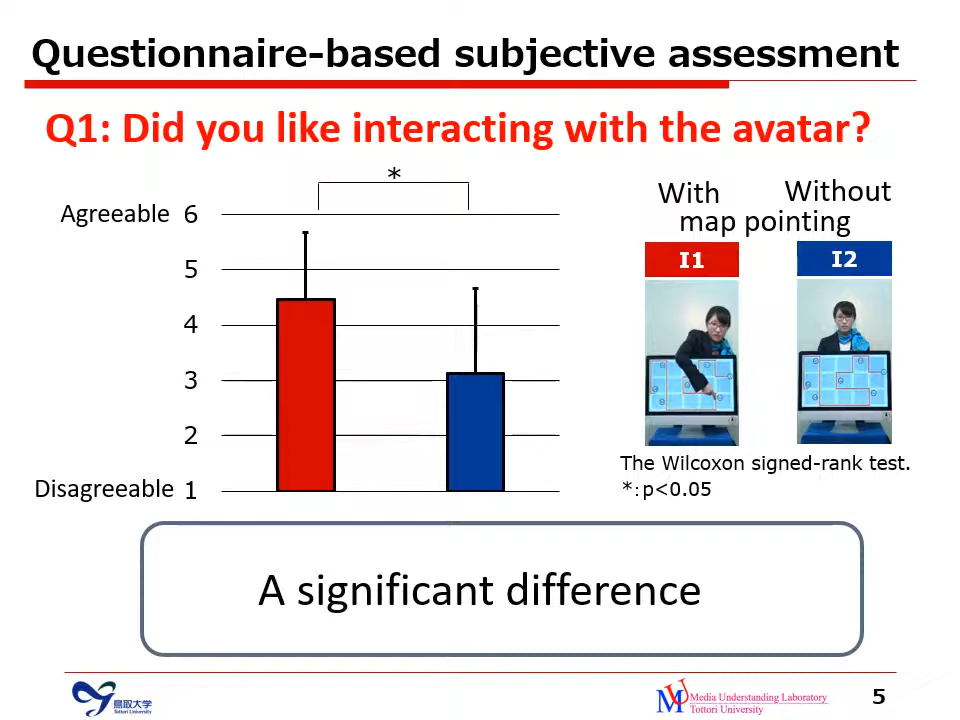 Questionnaire-based subjective assessment
Q1: Did you like interacting with the avatar?
*
Agreeable 6
5
4
3
2
Disagreeable 1
With Without
map pointing
I1 I2
The Wilcoxon signed-rank test.
*:p<0.05
A significant difference
鳥取大学
Tottori University
MU Media Understanding Laboratory
Tottori University
5